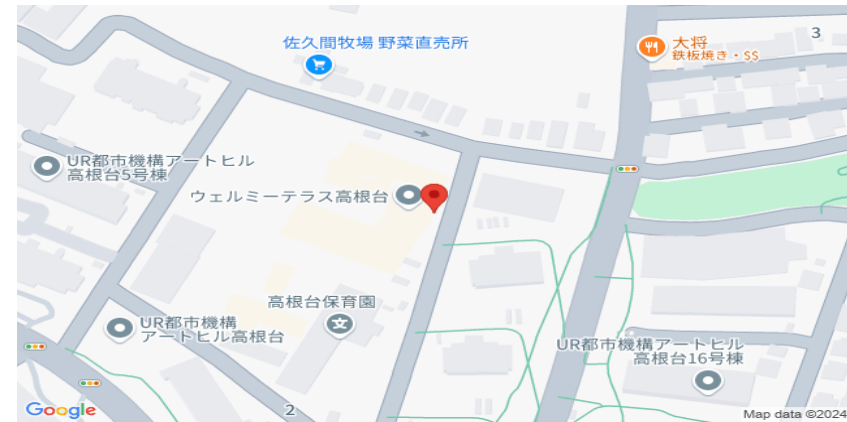 3
佐久間牧場 野菜直売所
大将
鉄板焼き・$$
UR都市機構アートヒル
高根台5号棟
ウェルミーテラス高根台
高根台保育園
文
UR都市機構
アートヒル高根台
UR都市機構アートヒル
高根台16号棟
2
Google
Map data ©2024